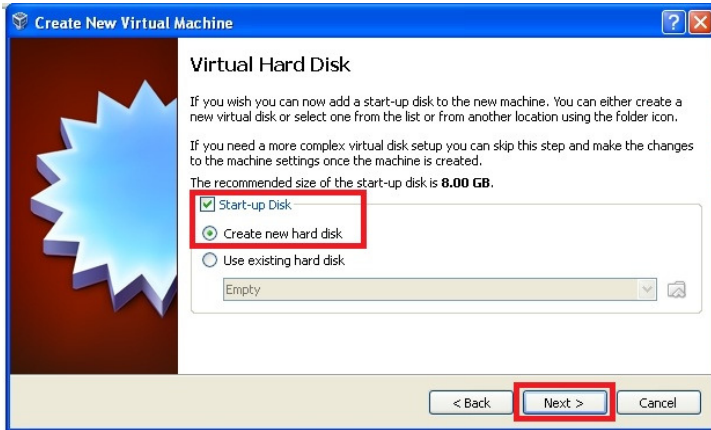 Create New Virtual Machine
Virtual Hard Disk
If you wish you can now add a start-up disk to the new machine. You can either create a
new virtual disk or select one from the list or from another location using the folder icon.
If you need a more complex virtual disk setup you can skip this step and make the changes
to the machine settings once the machine is created.
The recommended size of the start-up disk is 8.00 GB.
Start-up Disk
Create new hard disk
Use existing hard disk
Empty
< Back Next > Cancel